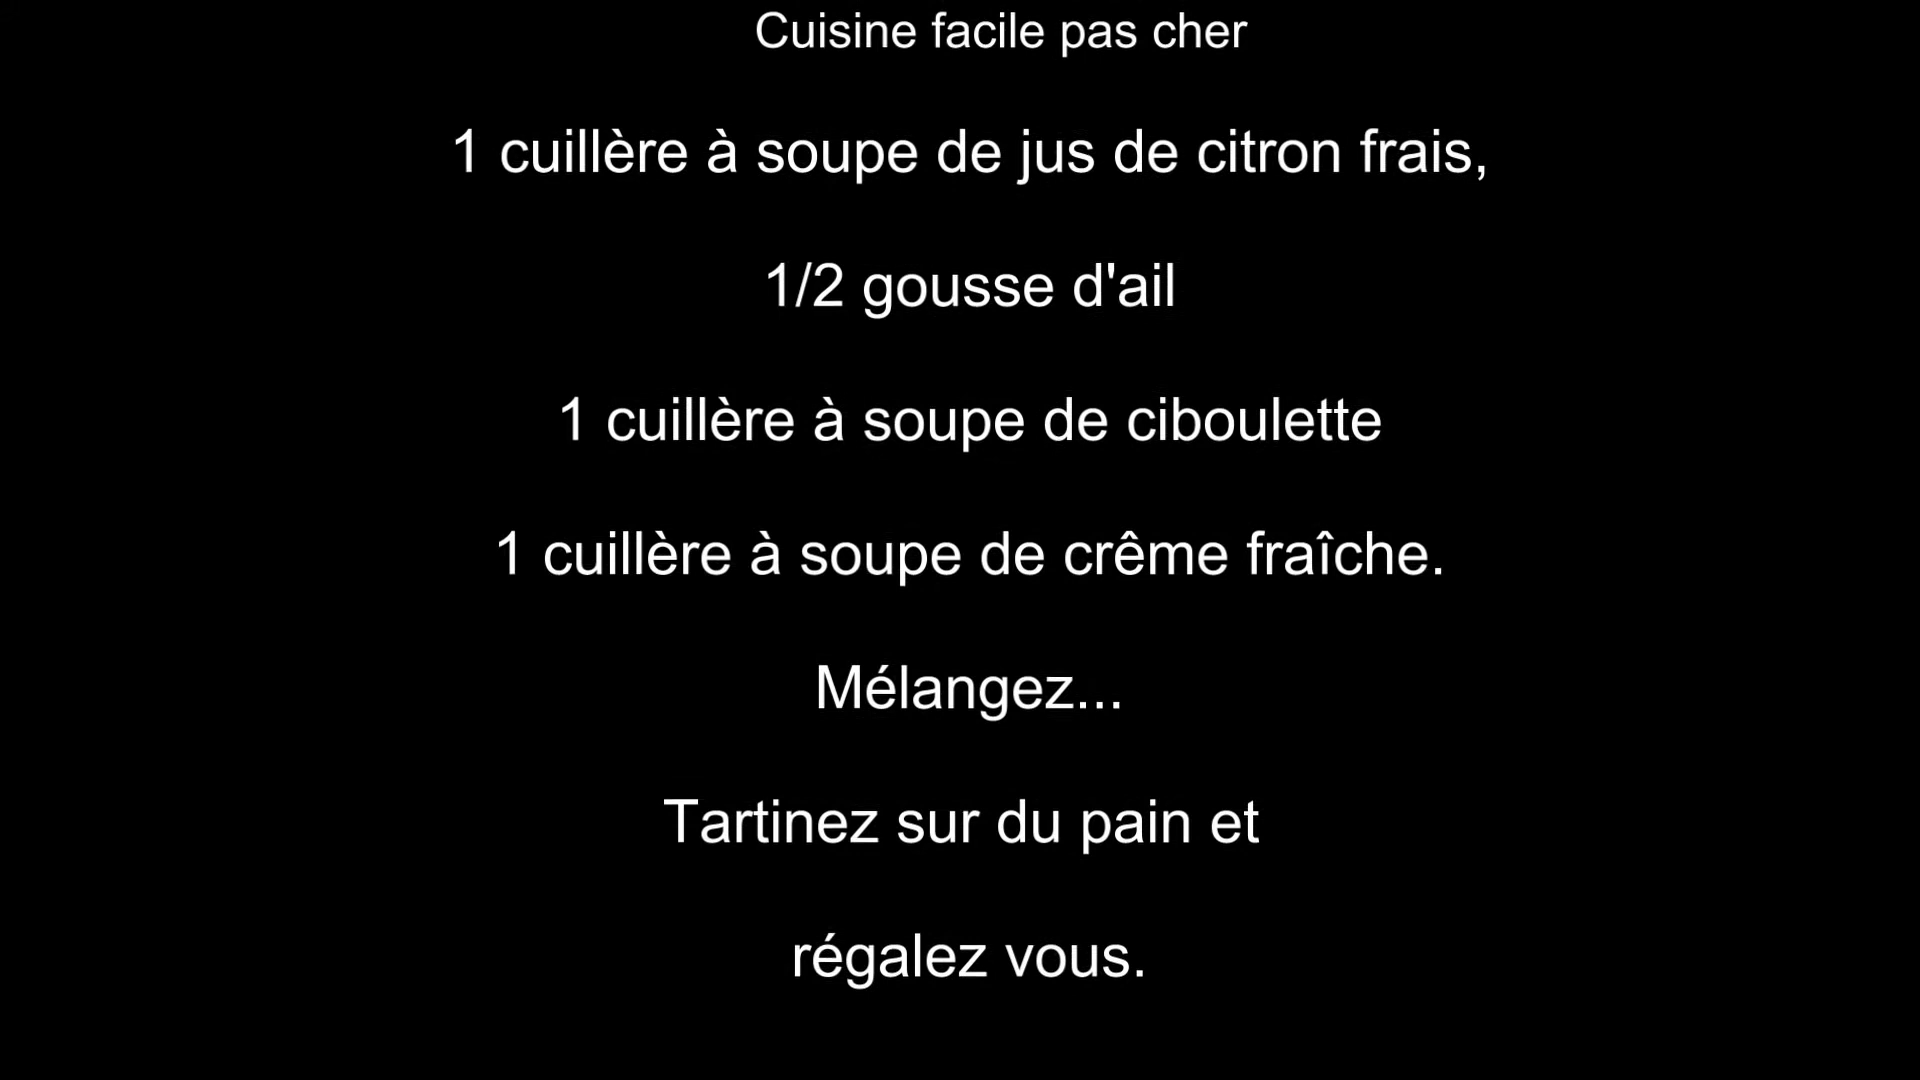 Cuisine facile pas cher
1 cuillère à soupe de jus de citron frais,
1/2 gousse d'ail
1 cuillère à soupe de ciboulette
1 cuillère à soupe de crême fraîche.
Mélangez...
Tartinez sur du pain et
régalez vous.